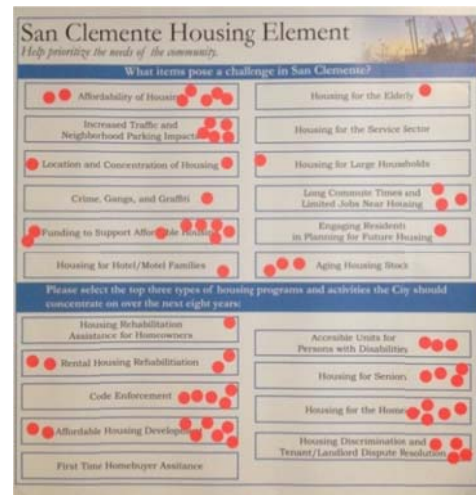 San Clemente Housing Element
Help prioritize the needs of the community.
What items pose a challenge in San Clemente?
Affordability of Housing
Increased Traffic and
Neighborhood Parking Impacts
Location and Concentration of Housing
Crime, Gangs, and Graffiti
Funding to Support Affordable Housing
Housing for Hotel/Motel Families
Housing for the Elderly
Housing for the Service Sector
Housing for Large Households
Long Commute Times and
Limited Jobs Near Housing
Engaging Residents
in Planning for Future Housing
Aging Housing Stock
Please select the top three types of housing programs and activities the City should
concentrate on over the next eight years:
Housing Rehabilitation
Assistance for Homeowners
Rental Housing Rehabilitiation
Code Enforcement
Affordable Housing Development
First Time Homebuyer Assitance
Accesible Units for
Persons with Disabilities
Housing for Seniors
Housing for the
Housing Discrimination and
Tenant/Landlord Dispute Resolution